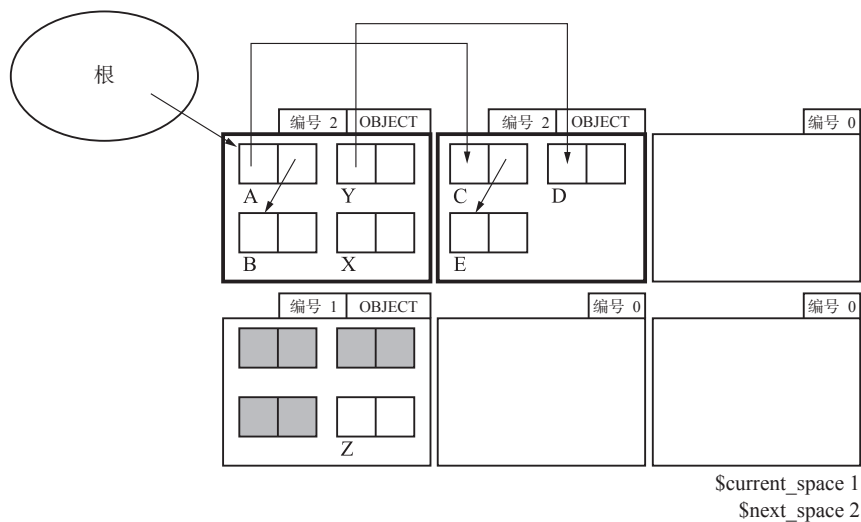 根
编号 2 OBJECT
编号 2 OBJECT
编号 0
A
Y
C
D
B
X
E
编号 1 OBJECT
编号 0
编号 0
Z
$current_space 1
$next_space 2